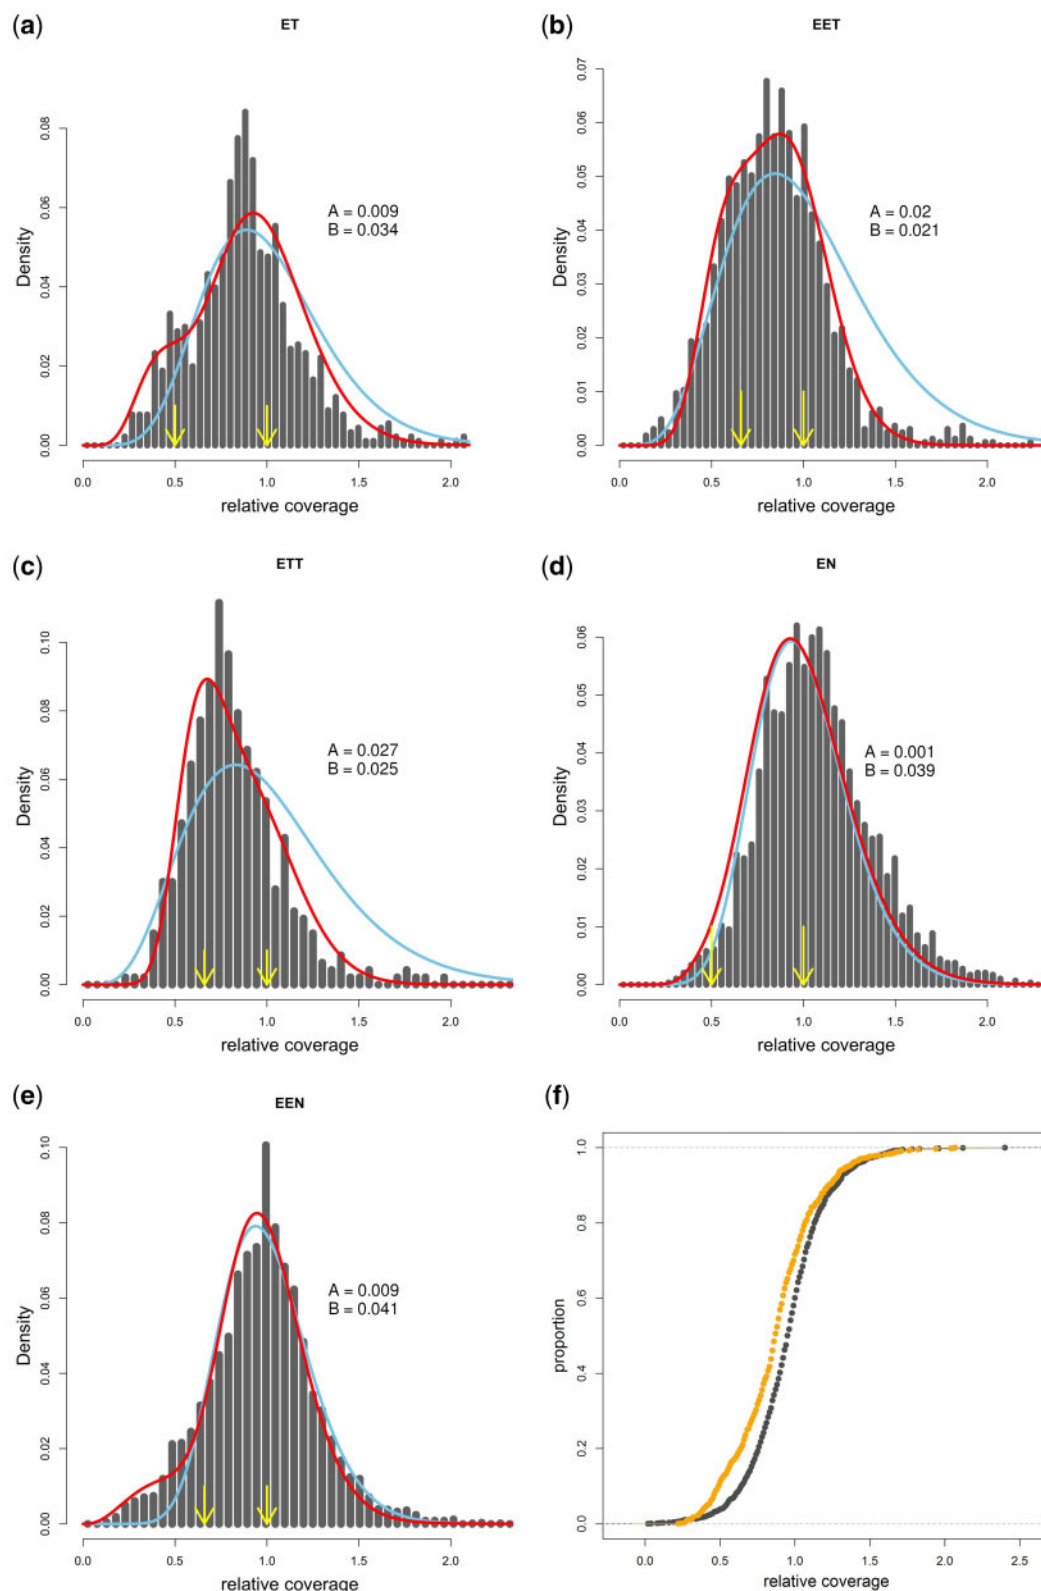 (a)
ET
0.00
0.02
0.04
0.06
0.08
Density
A = 0.009
B = 0.034
0.0 0.5 1.0 1.5 2.0
relative coverage
(b)
EET
0.00
0.01
0.02
0.03
0.04
0.05
0.06
0.07
Density
A = 0.02
B = 0.021
0.0 0.5 1.0 1.5 2.0
relative coverage
(c)
ETT
0.00
0.02
0.04
0.06
0.08
0.10
Density
A = 0.027
B = 0.025
0.0 0.5 1.0 1.5 2.0
relative coverage
(d)
EN
0.00
0.01
0.02
0.03
0.04
0.05
0.06
Density
A = 0.001
B = 0.039
0.0 0.5 1.0 1.5 2.0
relative coverage
(e)
EEN
0.00
0.02
0.04
0.06
0.08
0.10
Density
A = 0.009
B = 0.041
0.0 0.5 1.0 1.5 2.0
relative coverage
(f)
0.0
0.2
0.4
0.6
0.8
1.0
proportion
0.0 0.5 1.0 1.5 2.0 2.5
relative coverage